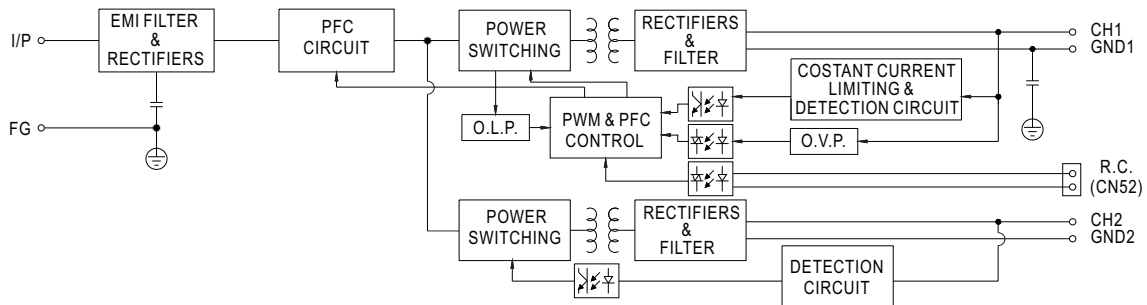 I/P
EMI FILTER
&
RECTIFIERS
PFC
CIRCUIT
POWER
SWITCHING
RECTIFIERS
&
FILTER
CH1
GND1
COSTANT CURRENT
LIMITING &
DETECTION CIRCUIT
FG
O.L.P.
PWM & PFC
CONTROL
O.V.P.
R.C.
(CN52)
POWER
SWITCHING
RECTIFIERS
&
FILTER
CH2
GND2
DETECTION
CIRCUIT